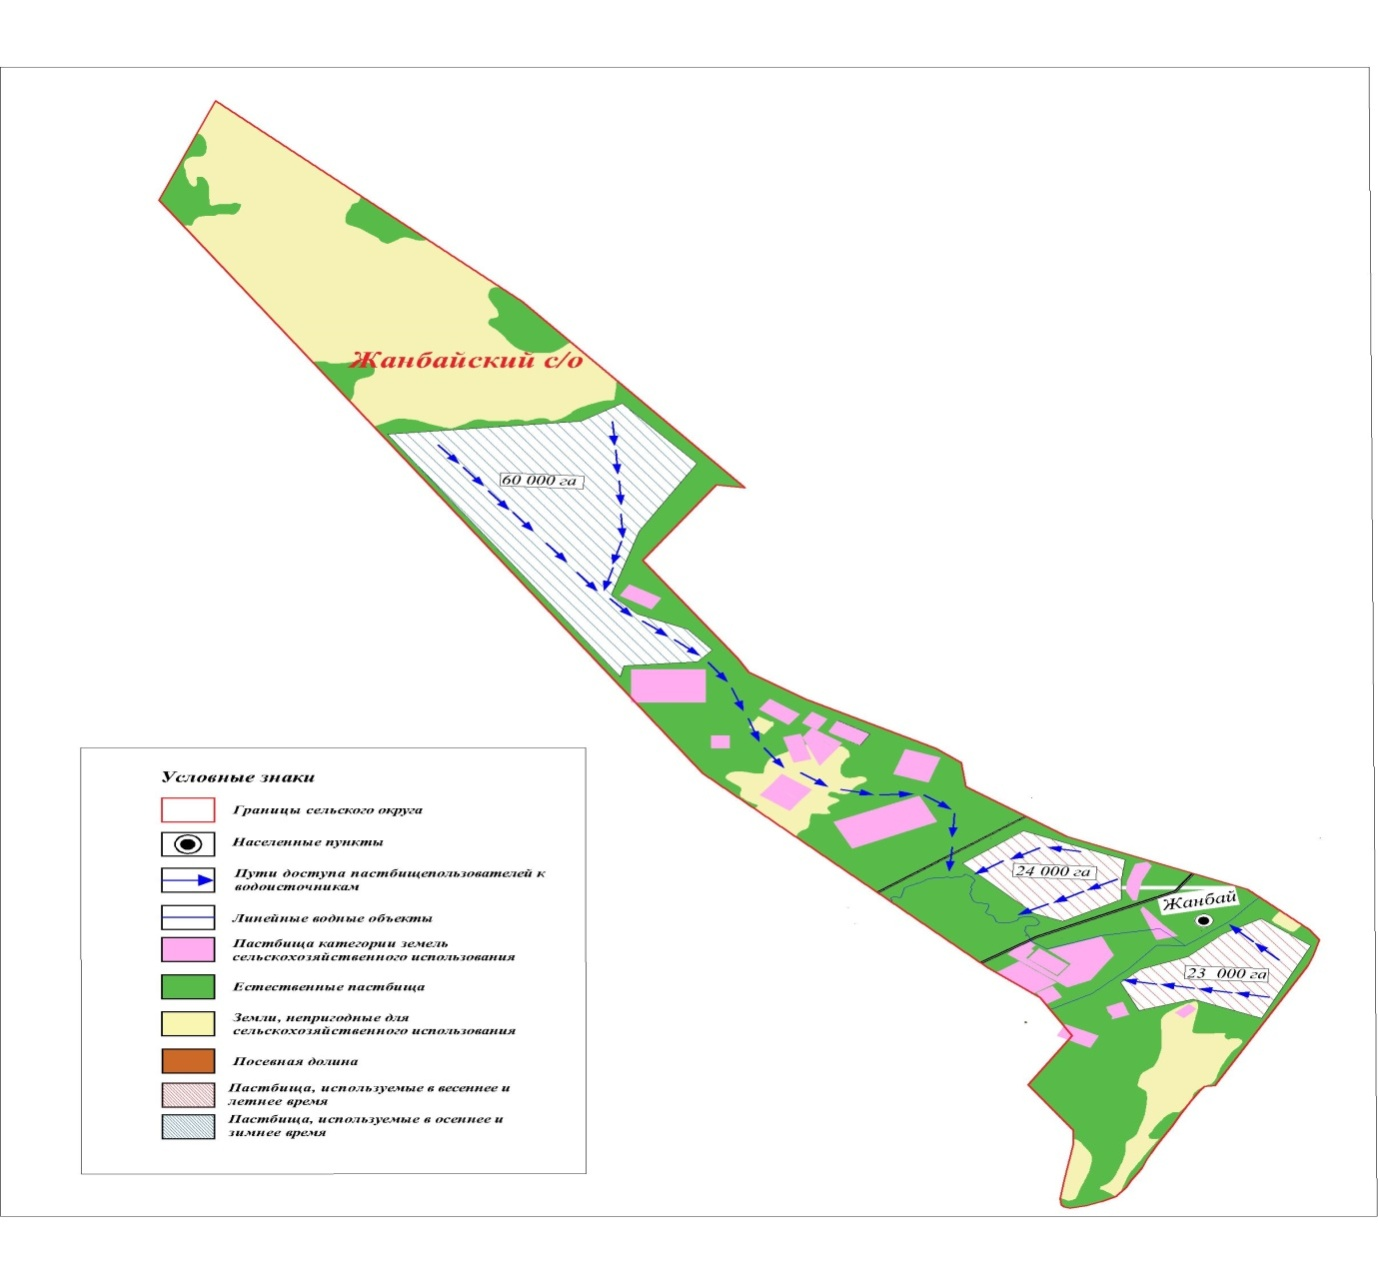 Жанбайский с/о
60 000 га
24 000 га
Жанбай
23 000 га
Условные знаки
Границы сельского округа
Населенные пункты
Пути доступа пастбищепользователей к
водоисточникам
Линейные водные объекты
Пастбища категории земель
сельскохозяйственного использования
Естественные пастбища
Земли, непригодные для
сельскохозяйственного использования
Посевная долина
Пастбища, используемые в весеннее и
летнее время
Пастбища, используемые в осеннее и
зимнее время